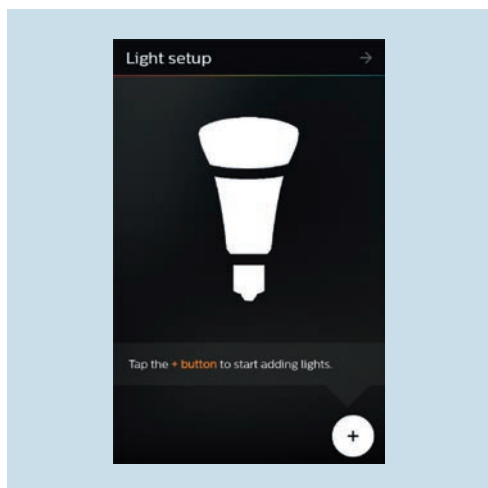 Light setup →
Tap the + button to start adding lights.
+